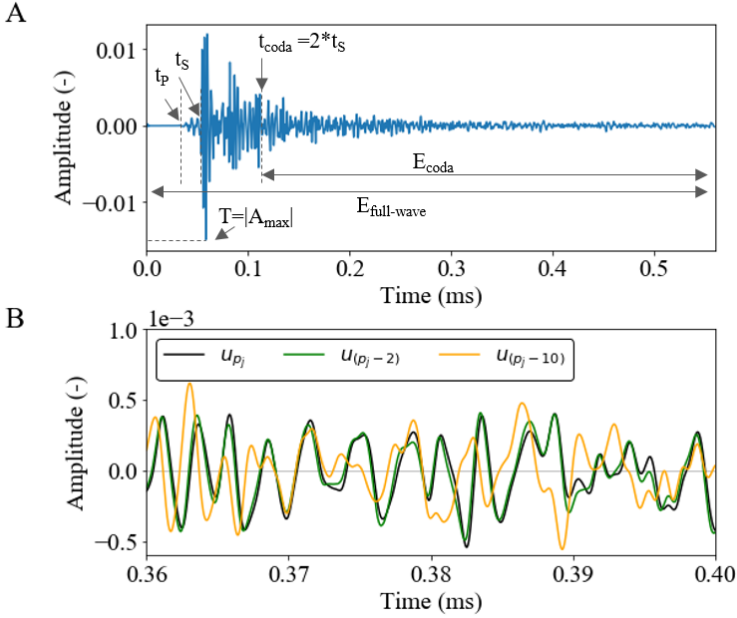 A
t_coda =2*t_S
t_S
t_P
0.01
0.00
−0.01
Amplitude (-)
E_coda
E_full-wave
T=|A_max|
0.0 0.1 0.2 0.3 0.4 0.5
Time (ms)
B
1e−3
1.0
0.5
0.0
−0.5
Amplitude (-)
u_{p_j} u_{(p_j − 2)} u_{(p_j − 10)}
0.36 0.37 0.38 0.39 0.40
Time (ms)